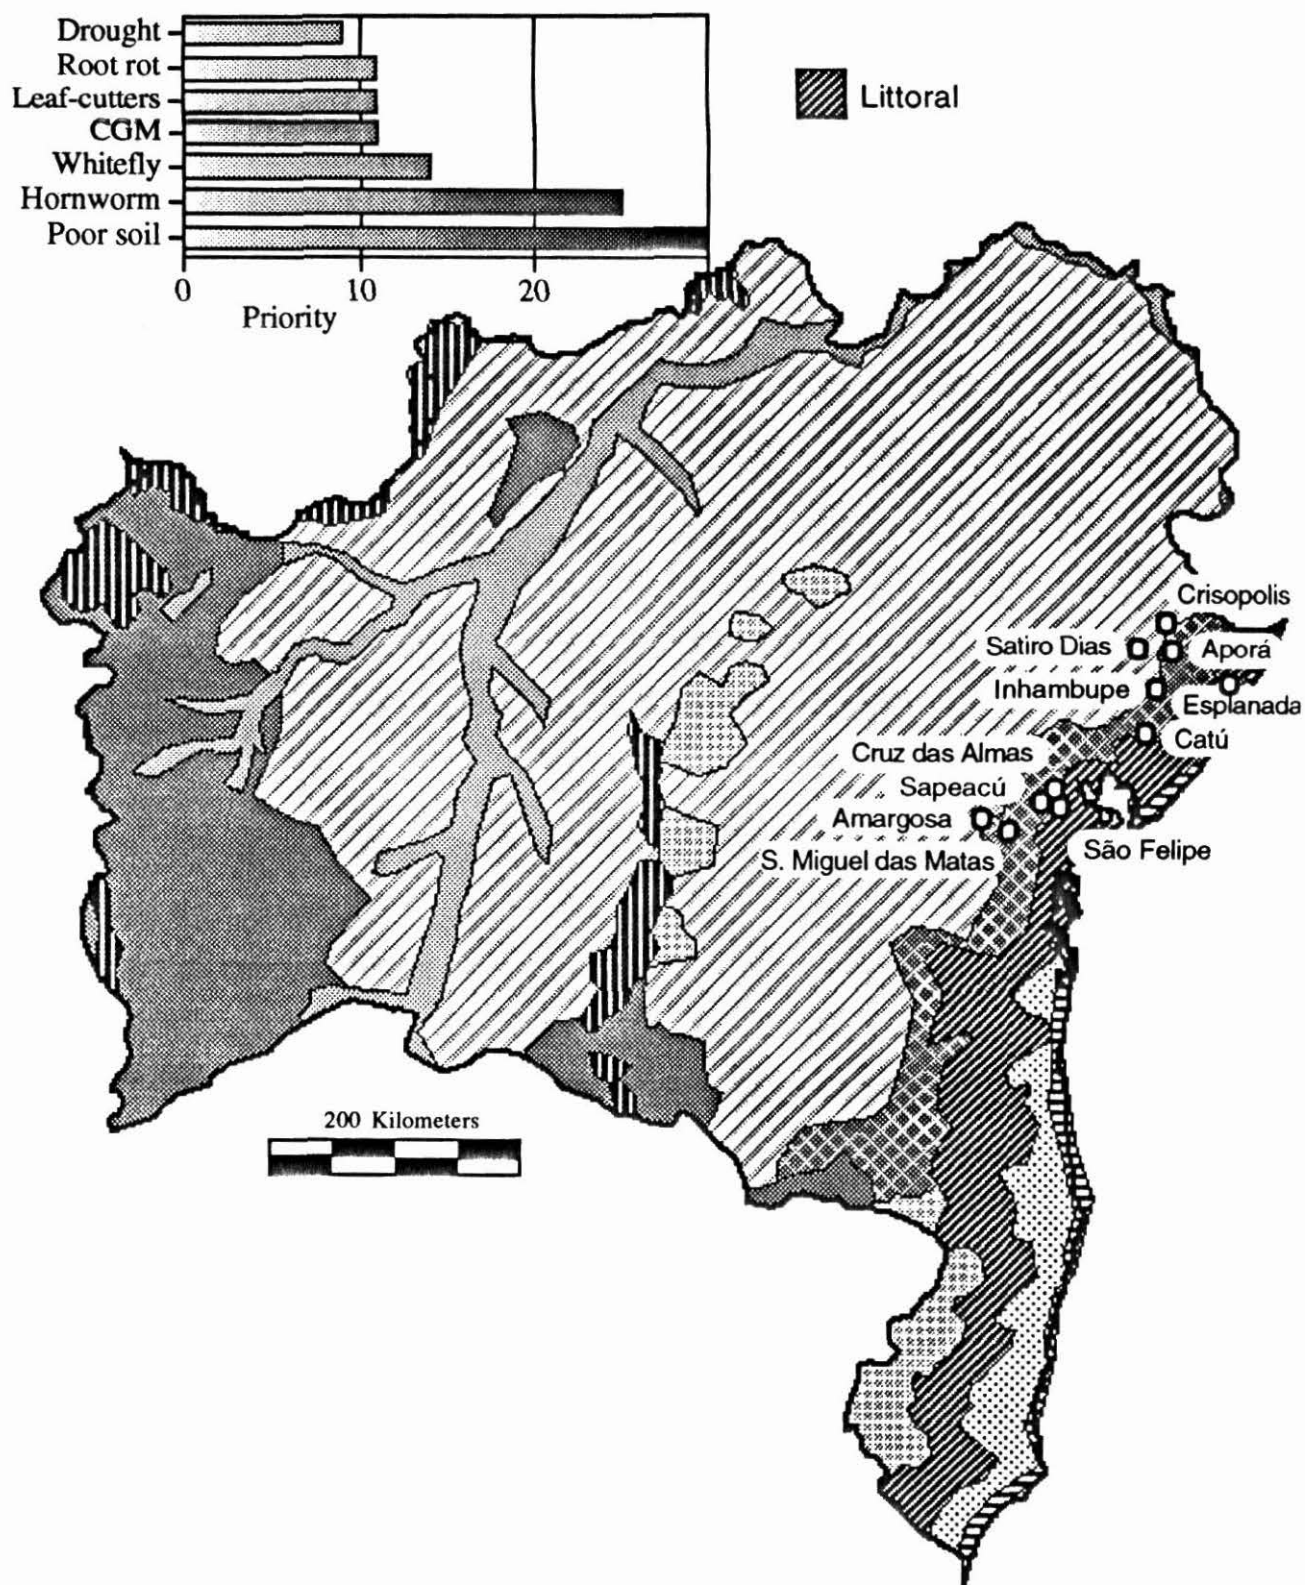 Drought
Root rot
Leaf-cutters
CGM
Whitefly
Hornworm
Poor soil
0 10 20
Priority
Littoral
Crisopolis
Satiro Dias
Aporá
Inhambupe
Esplanada
Catú
Cruz das Almas
Sapeacú
Amargosa
São Felipe
S. Miguel das Matas
200 Kilometers